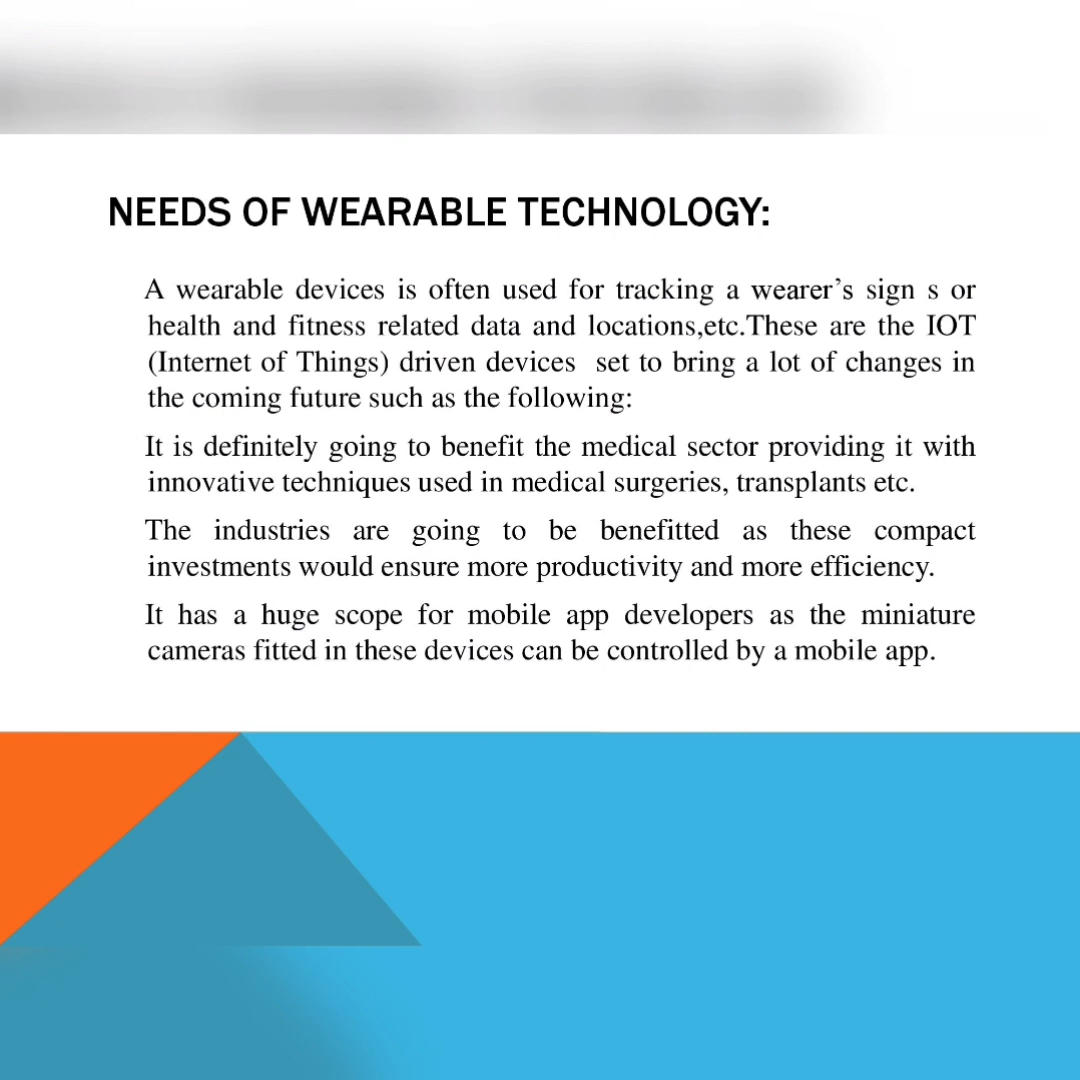 NEEDS OF WEARABLE TECHNOLOGY:
A wearable devices is often used for tracking a wearer’s sign s or
health and fitness related data and locations,etc.These are the IOT
(Internet of Things) driven devices  set to bring a lot of changes in
the coming future such as the following:
It is definitely going to benefit the medical sector providing it with
innovative techniques used in medical surgeries, transplants etc.
The industries are going to be benefitted as these compact
investments would ensure more productivity and more efficiency.
It has a huge scope for mobile app developers as the miniature
cameras fitted in these devices can be controlled by a mobile app.